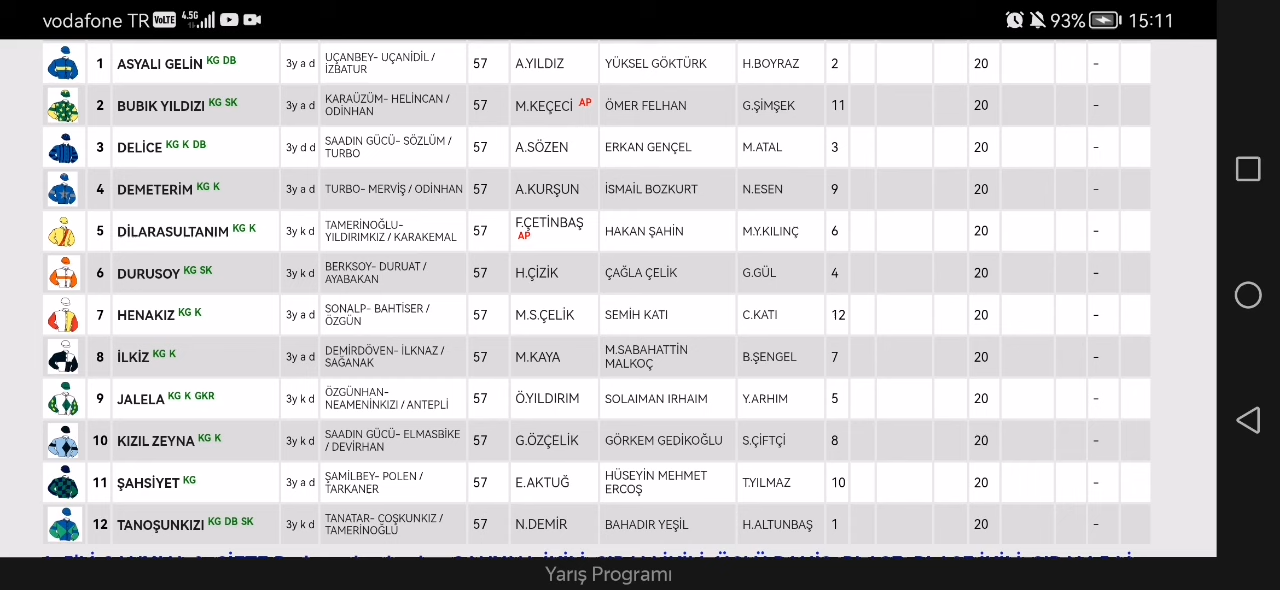 vodafone TR VoLTE 4.5G 1k 93% 15:11
1 ASYALI GELİN KG DB 3y a d UÇANBEY- UÇANİDİL / İZBATUR 57 A.YILDIZ YÜKSEL GÖKTÜRK H.BOYRAZ 2 20 -
2 BUBIK YILDIZI KG SK 3y a d KARAÜZÜM- HELİNCAN / ODİNHAN 57 M.KEÇECİ AP ÖMER FELHAN G.ŞİMŞEK 11 20 -
3 DELİCE KG K DB 3y d d SAADIN GÜCÜ- SÖZLÜM / TURBO 57 A.SÖZEN ERKAN GENÇEL M.ATAL 3 20 -
4 DEMETERİM KG K 3y a d TURBO- MERVİŞ / ODİNHAN 57 A.KURŞUN İSMAİL BOZKURT N.ESEN 9 20 -
5 DİLARASULTANIM KG K 3y k d TAMERİNOĞLU- YILDIRIMKIZ / KARAKEMAL 57 F.ÇETİNBAŞ AP HAKAN ŞAHİN M.Y.KILINÇ 6 20 -
6 DURUSOY KG SK 3y k d BERKSOY- DURUAT / AYABAKAN 57 H.ÇİZİK ÇAĞLA ÇELİK G.GÜL 4 20 -
7 HENAKIZ KG K 3y a d SONALP- BAHTİSER / ÖZGÜN 57 M.S.ÇELİK SEMİH KATI C.KATI 12 20 -
8 İLKİZ KG K 3y a d DEMİRDÖVEN- İLKNAZ / SAĞANAK 57 M.KAYA M.SABAHATTİN MALKOÇ B.ŞENGEL 7 20 -
9 JALELA KG K GKR 3y k d ÖZGÜNHAN- NEAMENİNKIZI / ANTEPLİ 57 Ö.YILDIRIM SOLAIMAN IRHAIM Y.ARHIM 5 20 -
10 KIZIL ZEYNA KG K 3y k d SAADIN GÜCÜ- ELMASBİKE / DEVİRHAN 57 G.ÖZÇELİK GÖRKEM GEDİKOĞLU S.ÇİFTÇİ 8 20 -
11 ŞAHSİYET KG 3y a d ŞAMİLBEY- POLEN / TARKANER 57 E.AKTUĞ HÜSEYİN MEHMET ERCOŞ T.YILMAZ 10 20 -
12 TANOŞUNKIZI KG DB SK 3y k d TANATAR- COŞKUNKIZ / TAMERİNOĞLU 57 N.DEMİR BAHADIR YEŞİL H.ALTUNBAŞ 1 20 -
Yarış Programı